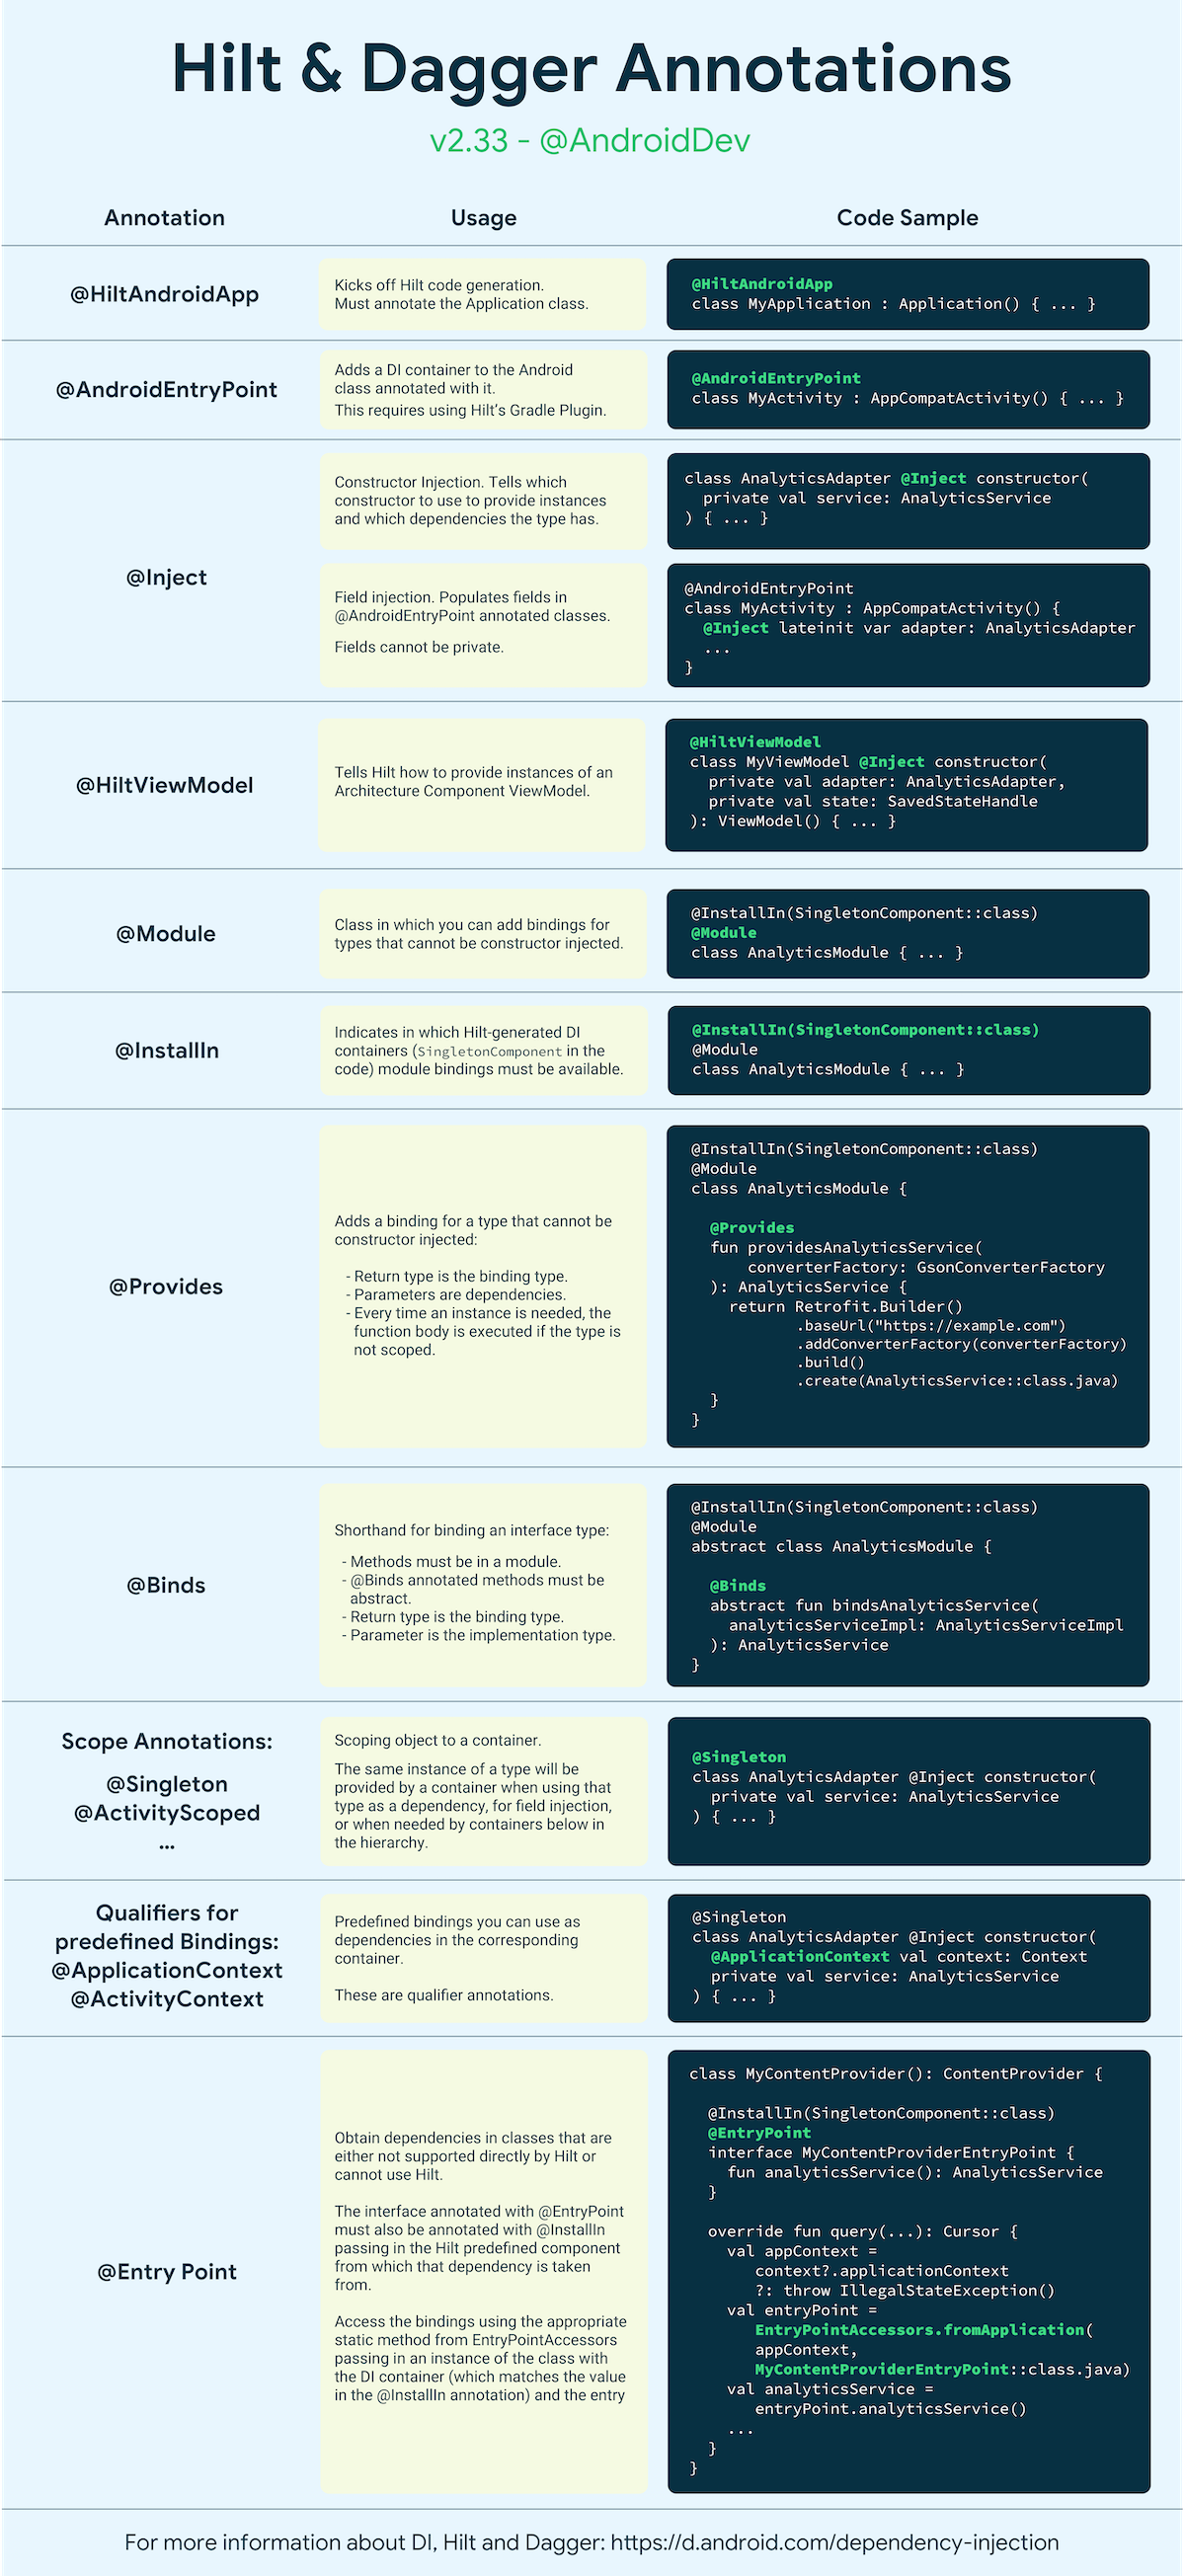 Hilt & Dagger Annotations
v2.33 - @AndroidDev
Annotation
Usage
Code Sample
@HiltAndroidApp
Kicks off Hilt code generation.
Must annotate the Application class.
@HiltAndroidApp
class MyApplication : Application() { ... }
@AndroidEntryPoint
Adds a DI container to the Android
class annotated with it.
This requires using Hilt’s Gradle Plugin.
@AndroidEntryPoint
class MyActivity : AppCompatActivity() { ... }
@Inject
Constructor Injection. Tells which
constructor to use to provide instances
and which dependencies the type has.
class AnalyticsAdapter @Inject constructor(
  private val service: AnalyticsService
) { ... }
Field injection. Populates fields in
@AndroidEntryPoint annotated classes.
Fields cannot be private.
@AndroidEntryPoint
class MyActivity : AppCompatActivity() {
  @Inject lateinit var adapter: AnalyticsAdapter
  ...
}
@HiltViewModel
Tells Hilt how to provide instances of an
Architecture Component ViewModel.
@HiltViewModel
class MyViewModel @Inject constructor(
  private val adapter: AnalyticsAdapter,
  private val state: SavedStateHandle
): ViewModel() { ... }
@Module
Class in which you can add bindings for
types that cannot be constructor injected.
@InstallIn(SingletonComponent::class)
@Module
class AnalyticsModule { ... }
@InstallIn
Indicates in which Hilt-generated DI
containers (SingletonComponent in the
code) module bindings must be available.
@InstallIn(SingletonComponent::class)
@Module
class AnalyticsModule { ... }
@Provides
Adds a binding for a type that cannot be
constructor injected:
- Return type is the binding type.
- Parameters are dependencies.
- Every time an instance is needed, the
function body is executed if the type is
not scoped.
@InstallIn(SingletonComponent::class)
@Module
class AnalyticsModule {
  @Provides
  fun providesAnalyticsService(
      converterFactory: GsonConverterFactory
  ): AnalyticsService {
    return Retrofit.Builder()
           .baseUrl("https://example.com")
           .addConverterFactory(converterFactory)
           .build()
           .create(AnalyticsService::class.java)
  }
}
@Binds
Shorthand for binding an interface type:
- Methods must be in a module.
- @Binds annotated methods must be
abstract.
- Return type is the binding type.
- Parameter is the implementation type.
@InstallIn(SingletonComponent::class)
@Module
abstract class AnalyticsModule {
  @Binds
  abstract fun bindsAnalyticsService(
    analyticsServiceImpl: AnalyticsServiceImpl
  ): AnalyticsService
}
Scope Annotations:
@Singleton
@ActivityScoped
...
Scoping object to a container.
The same instance of a type will be
provided by a container when using that
type as a dependency, for field injection,
or when needed by containers below in
the hierarchy.
@Singleton
class AnalyticsAdapter @Inject constructor(
  private val service: AnalyticsService
) { ... }
Qualifiers for
predefined Bindings:
@ApplicationContext
@ActivityContext
Predefined bindings you can use as
dependencies in the corresponding
container.
These are qualifier annotations.
@Singleton
class AnalyticsAdapter @Inject constructor(
  @ApplicationContext val context: Context
  private val service: AnalyticsService
) { ... }
@Entry Point
Obtain dependencies in classes that are
either not supported directly by Hilt or
cannot use Hilt.
The interface annotated with @EntryPoint
must also be annotated with @InstallIn
passing in the Hilt predefined component
from which that dependency is taken
from.
Access the bindings using the appropriate
static method from EntryPointAccessors
passing in an instance of the class with
the DI container (which matches the value
in the @InstallIn annotation) and the entry
class MyContentProvider(): ContentProvider {
  @InstallIn(SingletonComponent::class)
  @EntryPoint
  interface MyContentProviderEntryPoint {
    fun analyticsService(): AnalyticsService
  }
  override fun query(...): Cursor {
    val appContext =
       context?.applicationContext
       ?: throw IllegalStateException()
    val entryPoint =
       EntryPointAccessors.fromApplication(
       appContext,
       MyContentProviderEntryPoint::class.java)
    val analyticsService =
       entryPoint.analyticsService()
    ...
  }
}
For more information about DI, Hilt and Dagger: https://d.android.com/dependency-injection